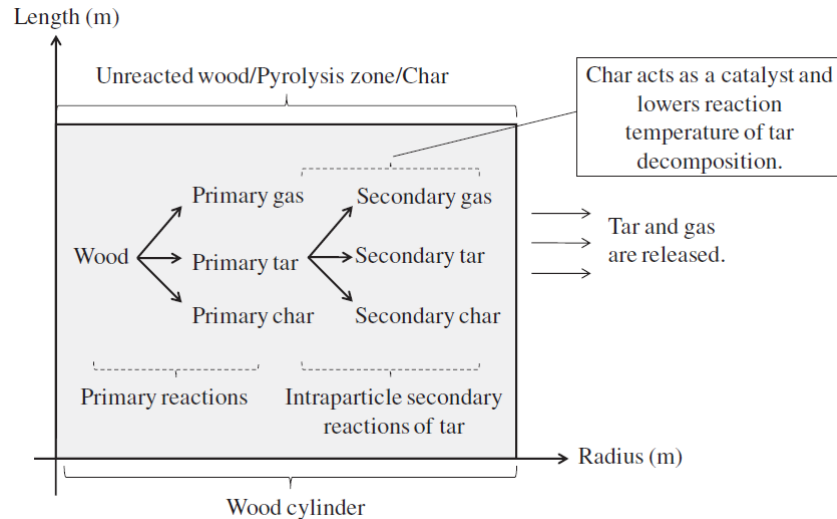 Length (m)
Unreacted wood/Pyrolysis zone/Char
Char acts as a catalyst and
lowers reaction
temperature of tar
decomposition.
Primary gas
Secondary gas
Wood
Primary tar
Secondary tar
Tar and gas
are released.
Primary char
Secondary char
Primary reactions
Intraparticle secondary
reactions of tar
Radius (m)
Wood cylinder